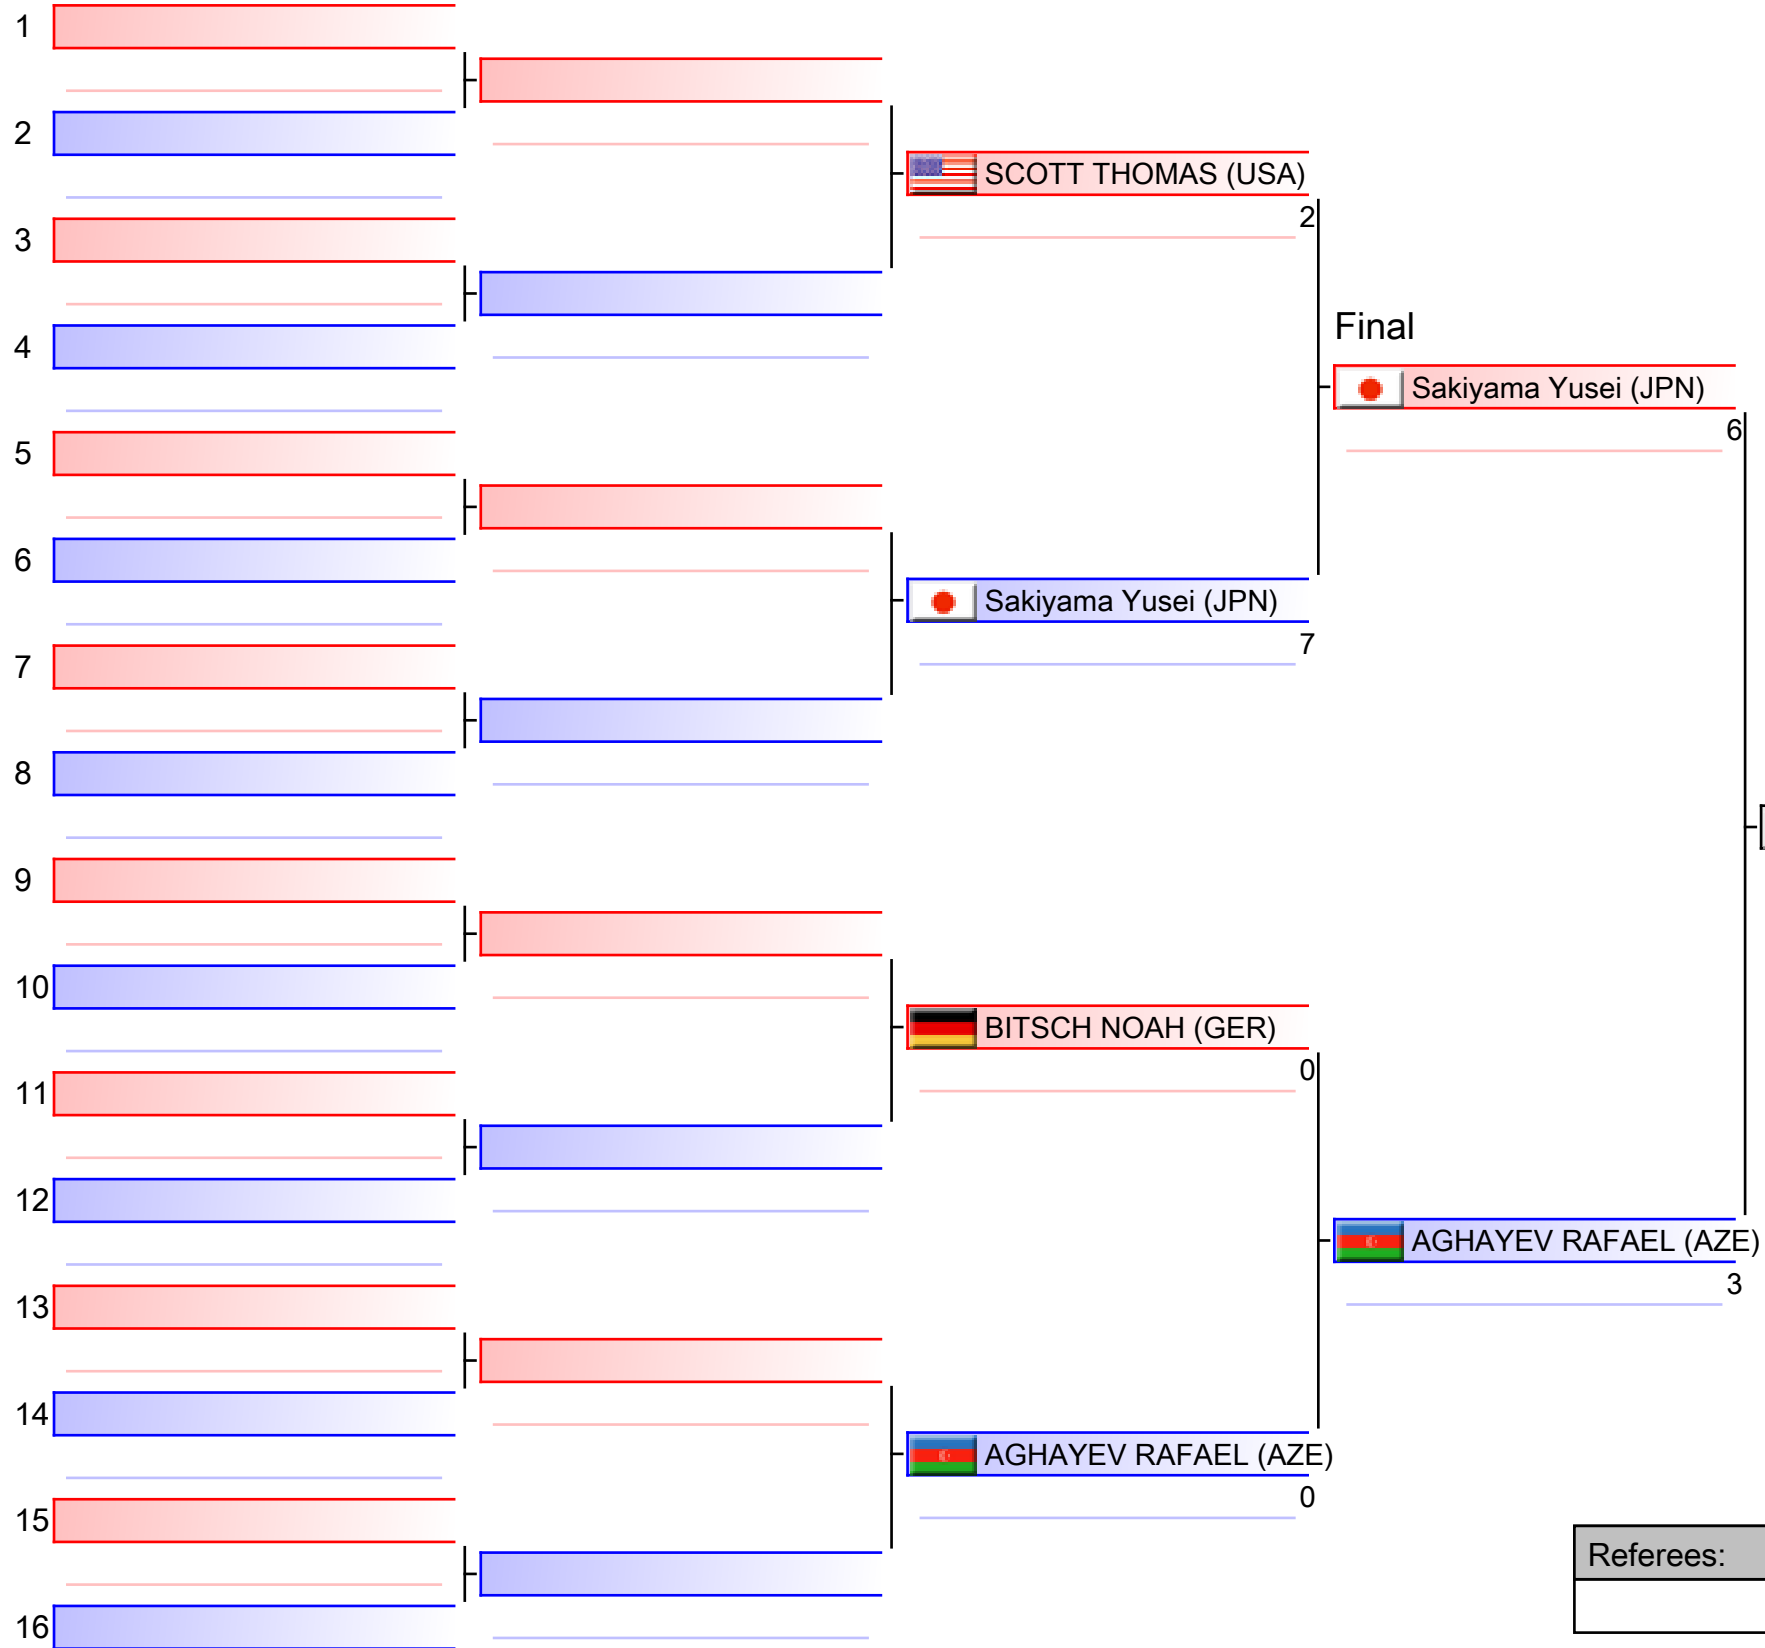 1
2
SCOTT THOMAS (USA)
2
3
4
Final
Sakiyama Yusei (JPN)
6
5
6
Sakiyama Yusei (JPN)
7
7
8
9
10
BITSCH NOAH (GER)
0
11
12
AGHAYEV RAFAEL (AZE)
3
13
14
AGHAYEV RAFAEL (AZE)
0
15
Referees:
16